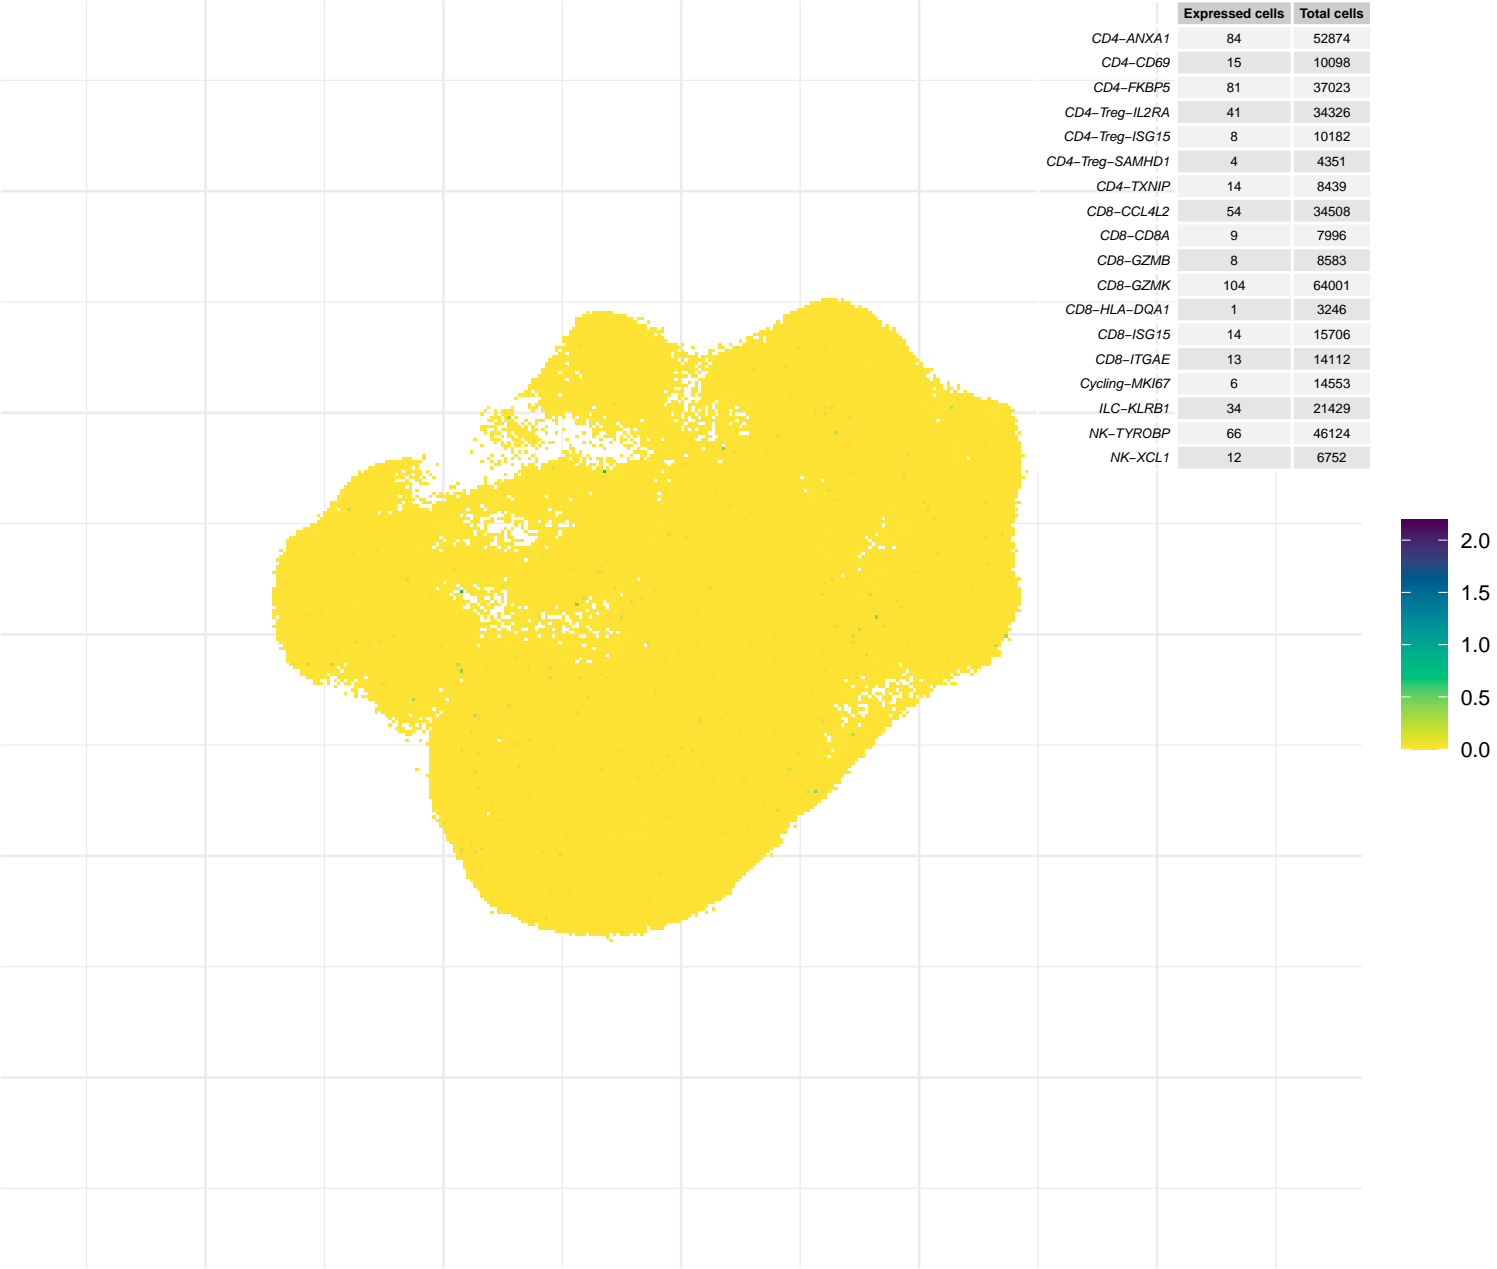 Expressed cells Total cells
CD4−ANXA1 84 52874
CD4−CD69 15 10098
CD4−FKBP5 81 37023
CD4−Treg−IL2RA 41 34326
CD4−Treg−ISG15 8 10182
CD4−Treg−SAMHD1 4 4351
CD4−TXNIP 14 8439
CD8−CCL4L2 54 34508
CD8−CD8A 9 7996
CD8−GZMB 8 8583
CD8−GZMK 104 64001
CD8−HLA−DQA1 1 3246
CD8−ISG15 14 15706
CD8−ITGAE 13 14112
Cycling−MKI67 6 14553
ILC−KLRB1 34 21429
NK−TYROBP 66 46124
NK−XCL1 12 6752
2.0
1.5
1.0
0.5
0.0